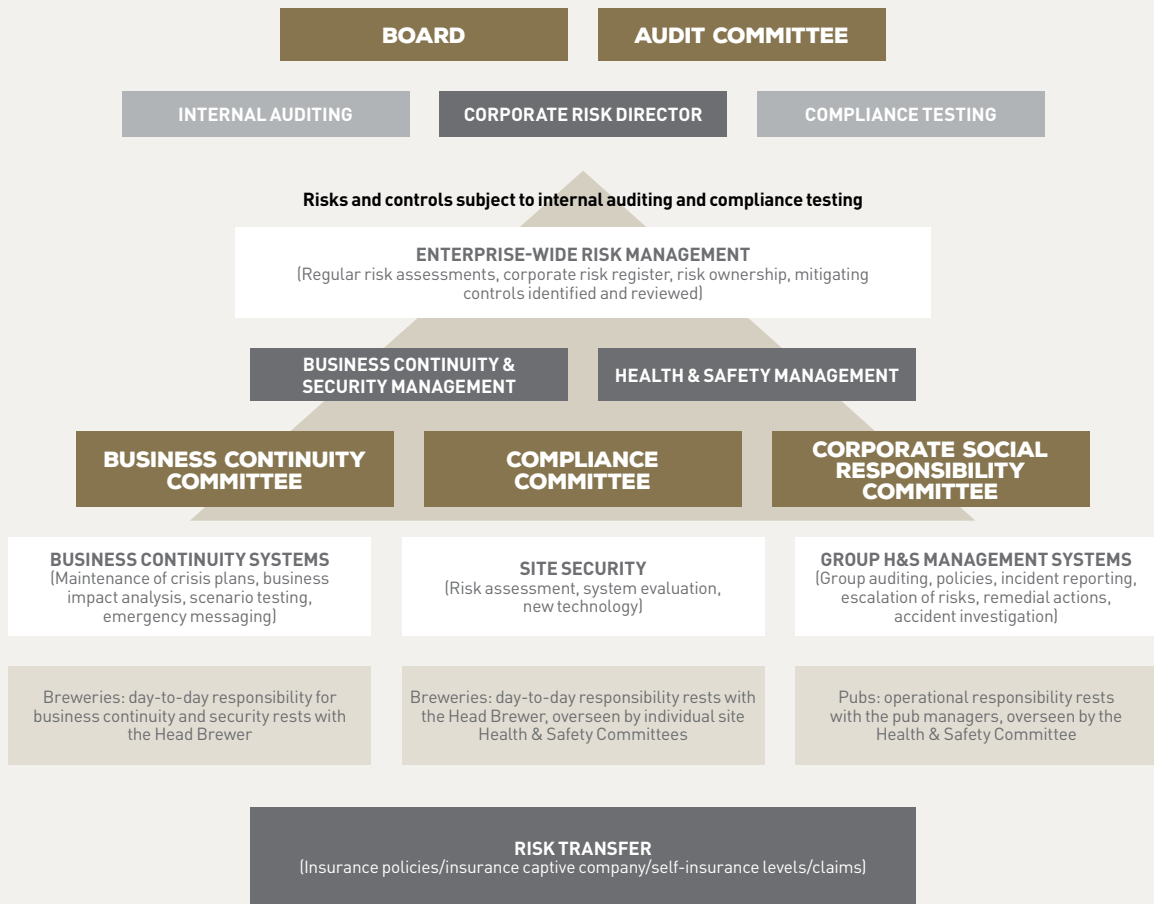 BOARD
AUDIT COMMITTEE
INTERNAL AUDITING
CORPORATE RISK DIRECTOR
COMPLIANCE TESTING
Risks and controls subject to internal auditing and compliance testing
ENTERPRISE-WIDE RISK MANAGEMENT
(Regular risk assessments, corporate risk register, risk ownership, mitigating
controls identified and reviewed)
BUSINESS CONTINUITY &
SECURITY MANAGEMENT
HEALTH & SAFETY MANAGEMENT
BUSINESS CONTINUITY
COMMITTEE
COMPLIANCE
COMMITTEE
CORPORATE SOCIAL
RESPONSIBILITY
COMMITTEE
BUSINESS CONTINUITY SYSTEMS
(Maintenance of crisis plans, business
impact analysis, scenario testing,
emergency messaging)
SITE SECURITY
(Risk assessment, system evaluation,
new technology)
GROUP H&S MANAGEMENT SYSTEMS
(Group auditing, policies, incident reporting,
escalation of risks, remedial actions,
accident investigation)
Breweries: day-to-day responsibility for
business continuity and security rests with
the Head Brewer
Breweries: day-to-day responsibility rests with
the Head Brewer, overseen by individual site
Health & Safety Committees
Pubs: operational responsibility rests
with the pub managers, overseen by the
Health & Safety Committee
RISK TRANSFER
(Insurance policies/insurance captive company/self-insurance levels/claims)